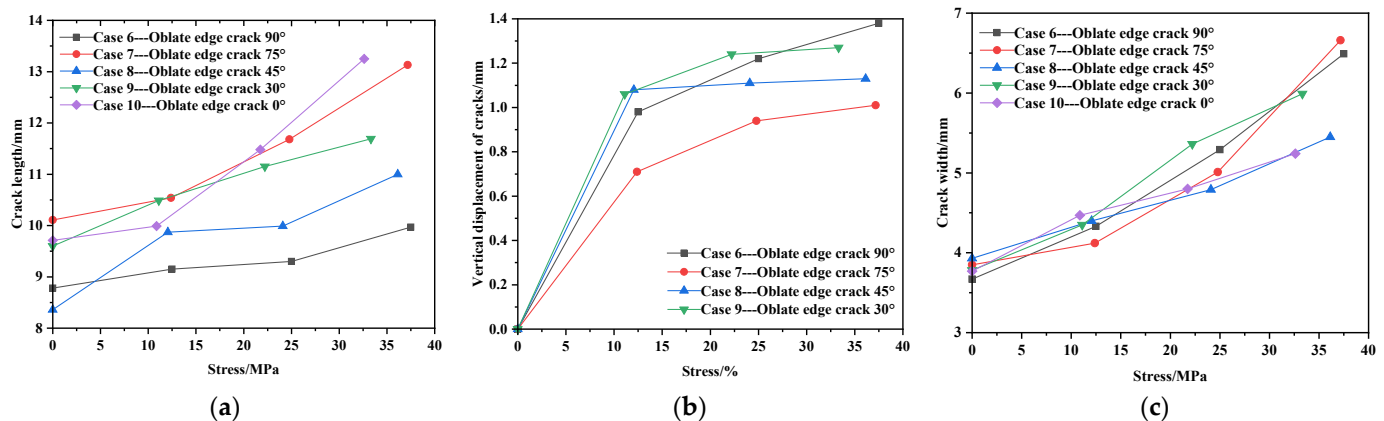 14
13
12
11
10
9
8
0
5
10
15
20
25
30
35
40
Crack length/mm
Stress/MPa
Case 6---Oblate edge crack 90°
Case 7---Oblate edge crack 75°
Case 8---Oblate edge crack 45°
Case 9---Oblate edge crack 30°
Case 10---Oblate edge crack 0°
(a)
1.4
1.2
1.0
0.8
0.6
0.4
0.2
0.0
0
5
10
15
20
25
30
35
40
Vertical displacement of cracks/mm
Stress/%
Case 6---Oblate edge crack 90°
Case 7---Oblate edge crack 75°
Case 8---Oblate edge crack 45°
Case 9---Oblate edge crack 30°
(b)
6
5
4
3
0
5
10
15
20
25
30
35
40
Crack width/mm
Stress/MPa
Case 6---Oblate edge crack 90°
Case 7---Oblate edge crack 75°
Case 8---Oblate edge crack 45°
Case 9---Oblate edge crack 30°
Case 10---Oblate edge crack 0°
(c)